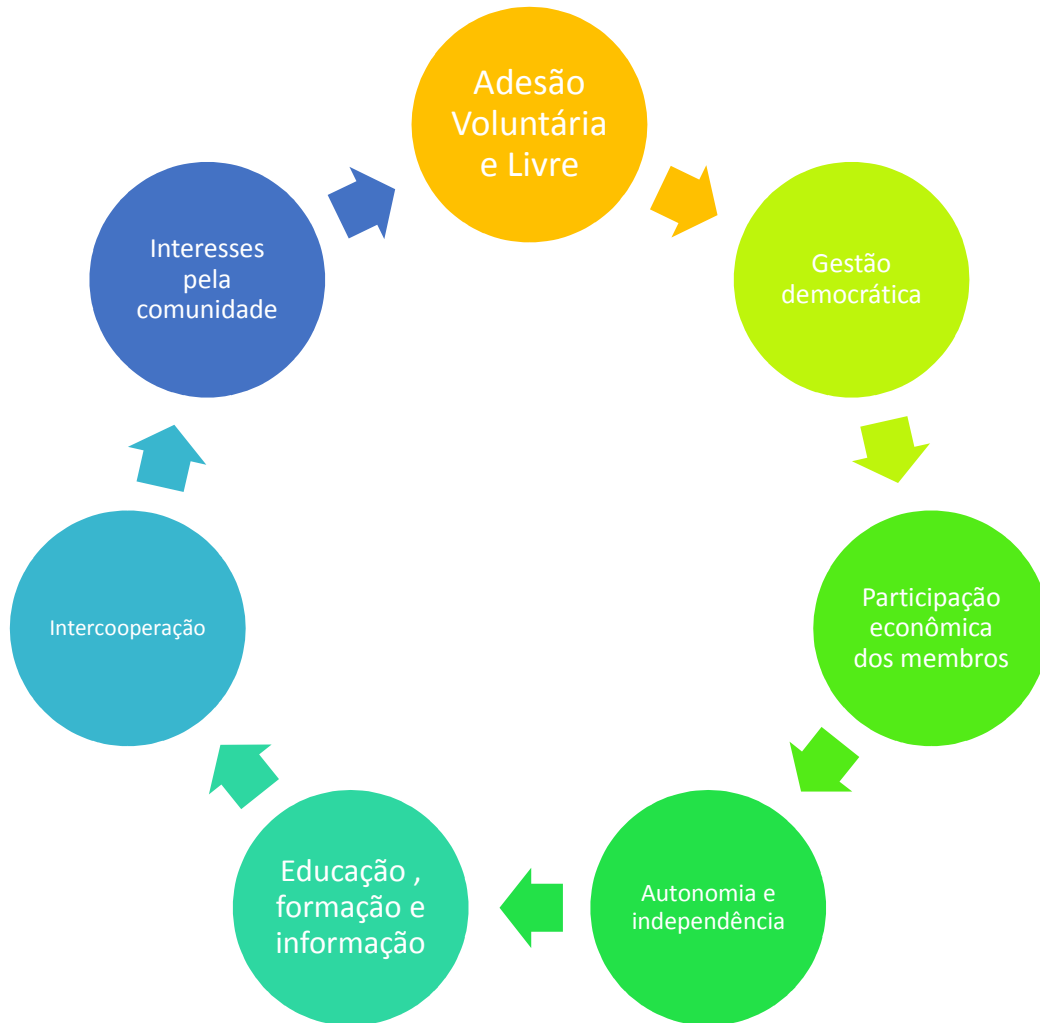 Adesão
Voluntária
e Livre
Gestão
democrática
Participação
econômica
dos membros
Autonomia e
independência
Educação ,
formação e
informação
Intercooperação
Interesses
pela
comunidade